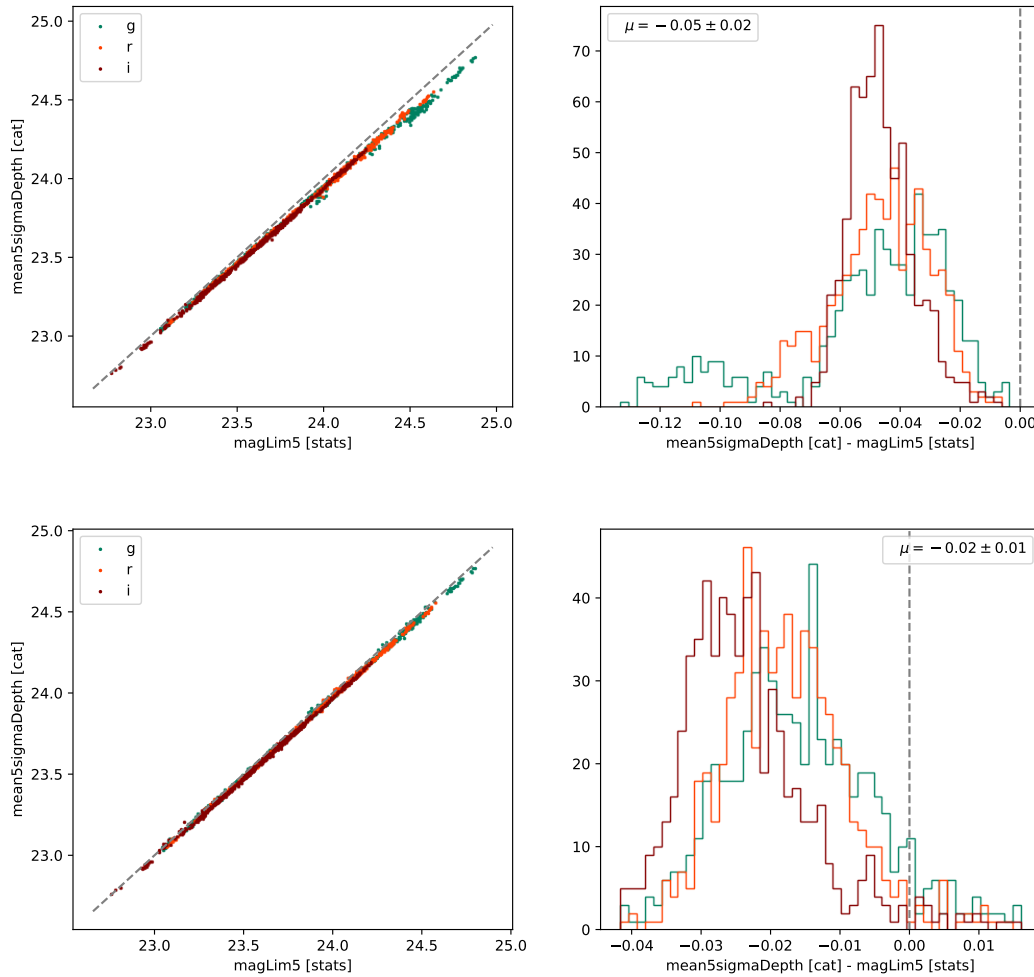 25.0
24.5
24.0
23.5
23.0
mean5sigmaDepth [cat]
g
r
i
23.0 23.5 24.0 24.5 25.0
magLim5 [stats]
70
60
50
40
30
20
10
0
μ = −0.05 ± 0.02
−0.12 −0.10 −0.08 −0.06 −0.04 −0.02 0.00
mean5sigmaDepth [cat] - magLim5 [stats]
25.0
24.5
24.0
23.5
23.0
mean5sigmaDepth [cat]
g
r
i
23.0 23.5 24.0 24.5 25.0
magLim5 [stats]
40
30
20
10
0
μ = −0.02 ± 0.01
−0.04 −0.03 −0.02 −0.01 0.00 0.01
mean5sigmaDepth [cat] - magLim5 [stats]